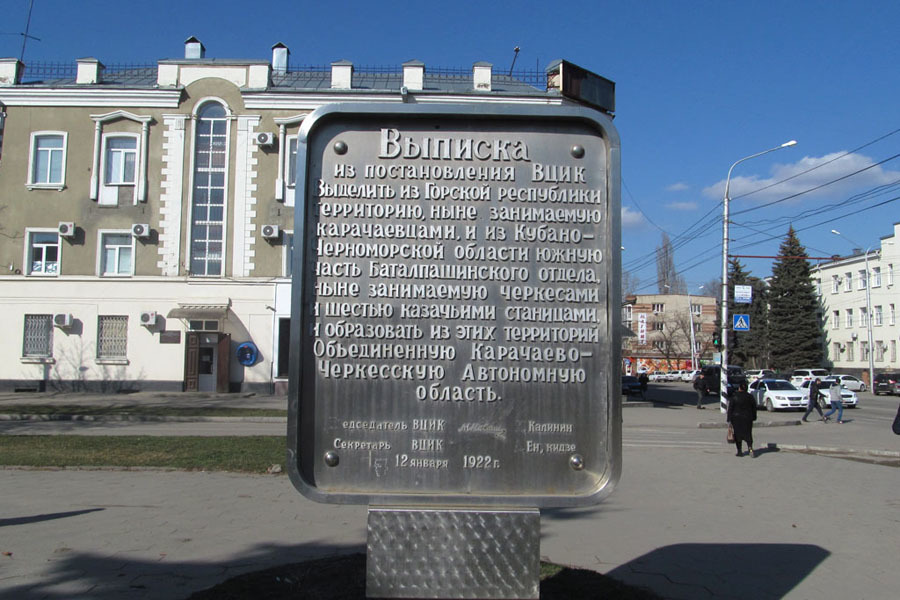 Выписка
из постановления ВЦИК
Выделить из Горской республики
территорию, ныне занимаемую
карачаевцами, и из Кубано-
Черноморской области южную
часть Баталпашинского отдела,
ныне занимаемую черкесами
и шестью казачьими станицами,
и образовать из этих территорий
Объединенную Карачаево-
Черкесскую Автономную
область.
едседатель ВЦИК Калинин
Секретарь ВЦИК Ен, кидзе
12 января 1922 г.